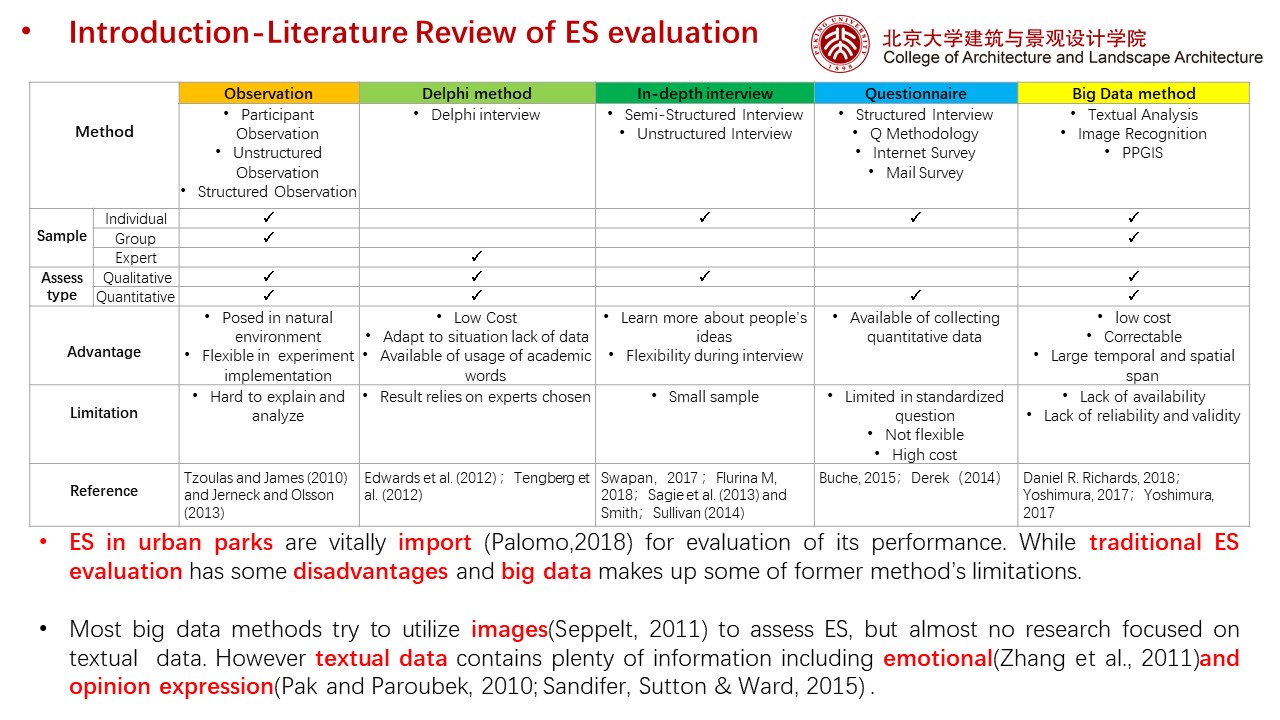 • Introduction-Literature Review of ES evaluation
PEKING UNIVERSITY 1898
北京大学建筑与景观设计学院
College of Architecture and Landscape Architecture
Method
Observation
Delphi method
In-depth interview
Questionnaire
Big Data method
• Participant
Observation
• Unstructured
Observation
• Structured Observation
• Delphi interview
• Semi-Structured Interview
• Unstructured Interview
• Structured Interview
• Q Methodology
• Internet Survey
• Mail Survey
• Textual Analysis
• Image Recognition
• PPGIS
Sample
Individual ✓ ✓ ✓ ✓
Group ✓ ✓
Expert ✓
Assess
type
Qualitative ✓ ✓ ✓ ✓
Quantitative ✓ ✓ ✓ ✓
Advantage
• Posed in natural
environment
• Flexible in experiment
implementation
• Low Cost
• Adapt to situation lack of data
• Available of usage of academic
words
• Learn more about people's
ideas
• Flexibility during interview
• Available of collecting
quantitative data
• low cost
• Correctable
• Large temporal and spatial
span
Limitation
• Hard to explain and
analyze
• Result relies on experts chosen
• Small sample
• Limited in standardized
question
• Not flexible
• High cost
• Lack of availability
• Lack of reliability and validity
Reference
Tzoulas and James (2010)
and Jerneck and Olsson
(2013)
Edwards et al. (2012)；Tengberg et
al. (2012)
Swapan，2017；Flurina M,
2018；Sagie et al. (2013) and
Smith；Sullivan (2014)
Buche, 2015；Derek（2014）
Daniel R. Richards, 2018；
Yoshimura, 2017；Yoshimura,
2017
• ES in urban parks are vitally import (Palomo,2018) for evaluation of its performance. While traditional ES
evaluation has some disadvantages and big data makes up some of former method's limitations.
• Most big data methods try to utilize images(Seppelt, 2011) to assess ES, but almost no research focused on
textual data. However textual data contains plenty of information including emotional(Zhang et al., 2011)and
opinion expression(Pak and Paroubek, 2010; Sandifer, Sutton & Ward, 2015) .